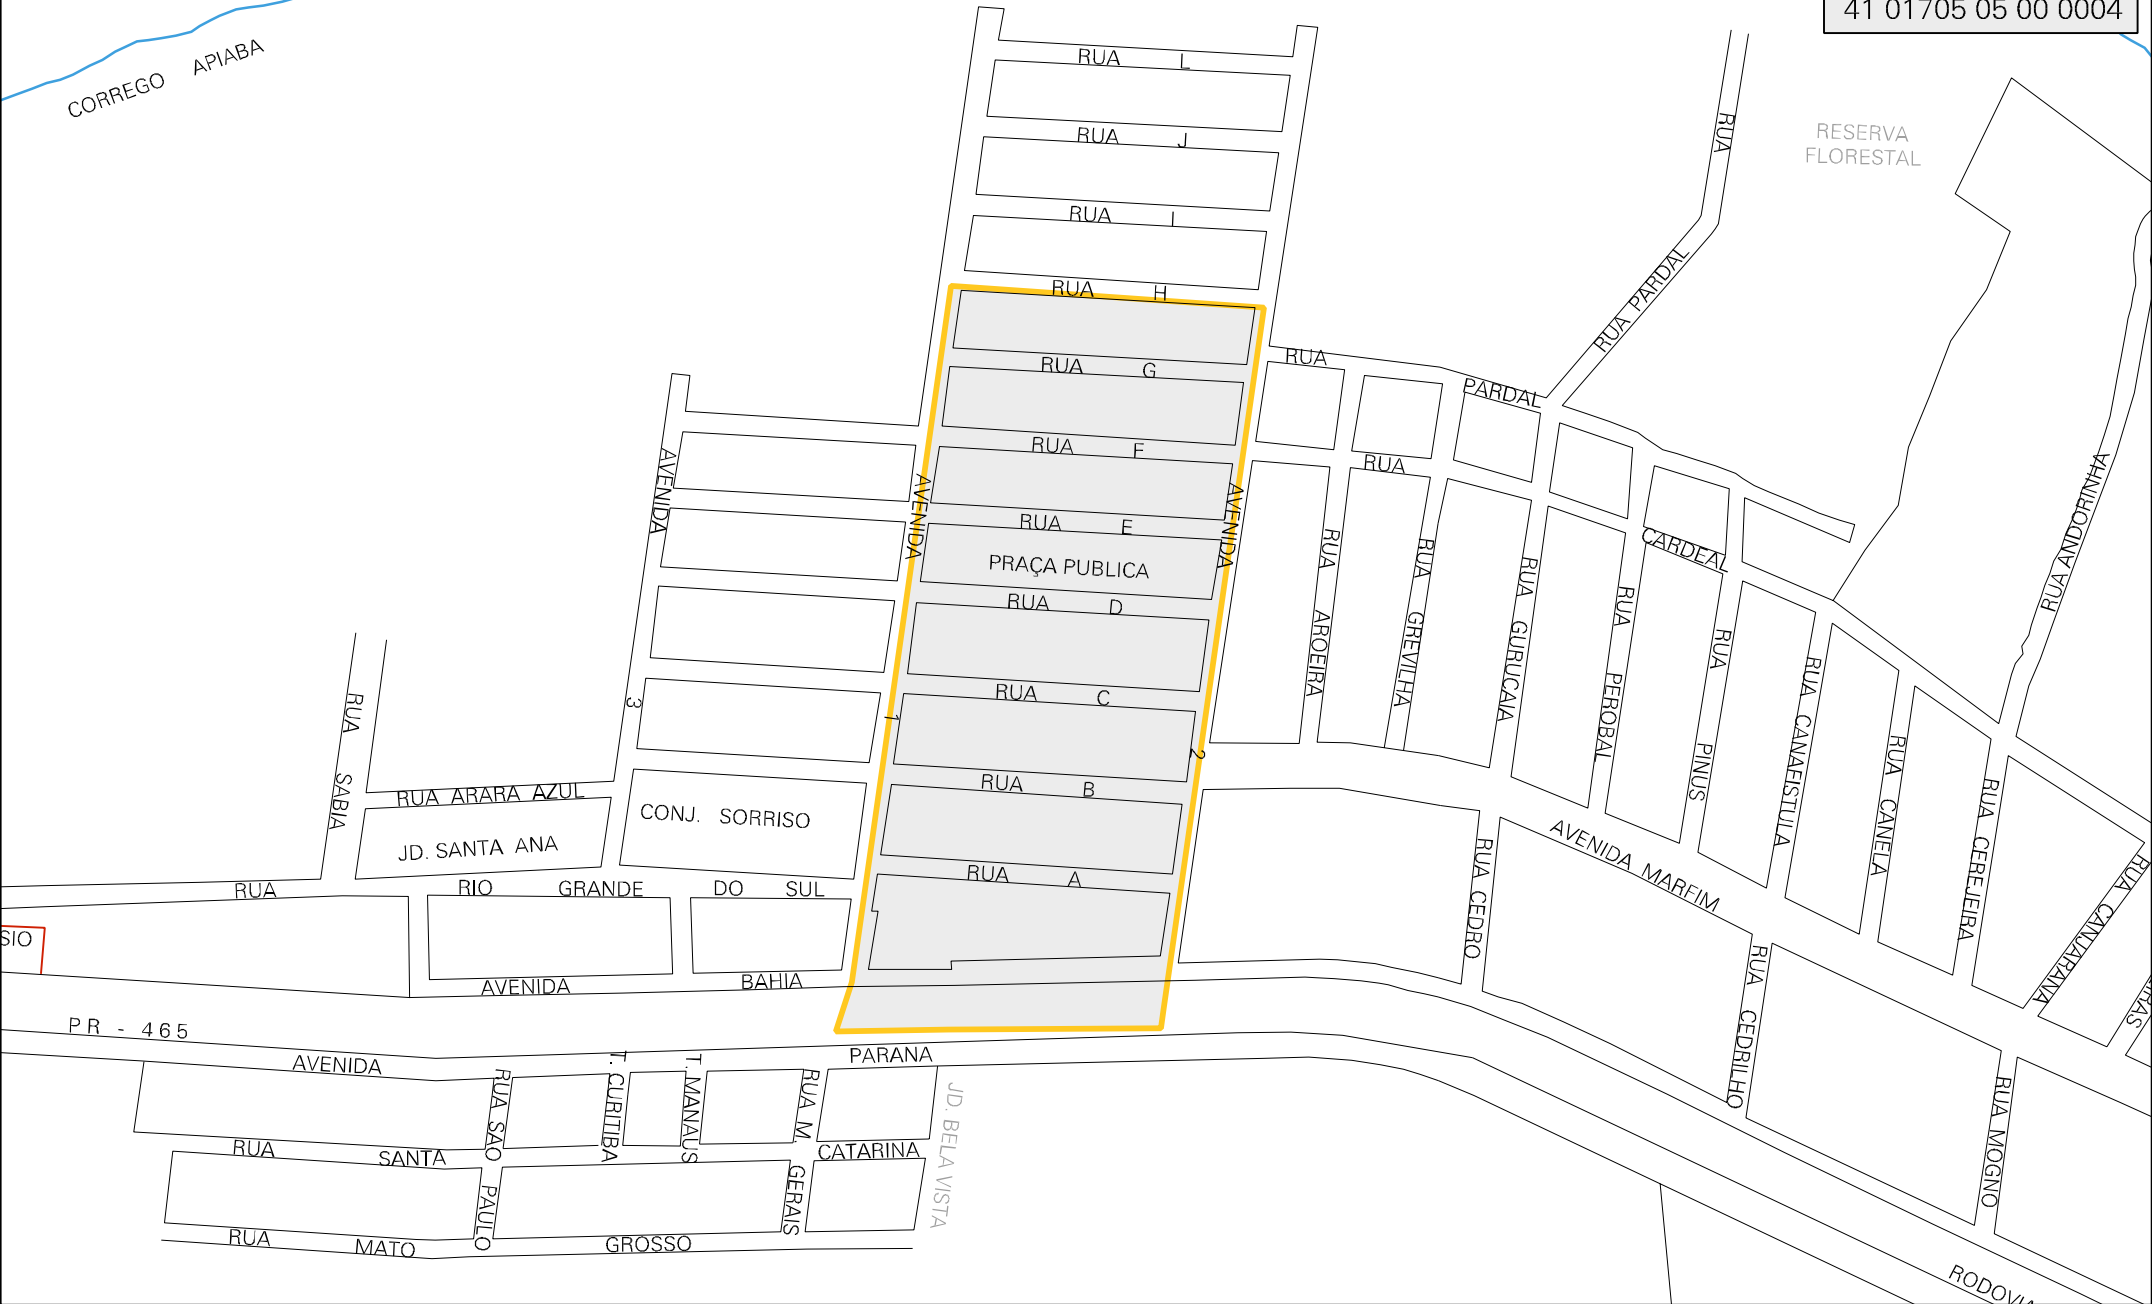 41 01705 05 00 0004
CORREGO APIABA
RUA L
RUA J
RUA I
RUA H
RUA G
RUA F
RUA E
PRAÇA PUBLICA
RUA D
RUA C
RUA B
RUA A
RESERVA
FLORESTAL
RUA
RUA PARDAL
RUA PARDAL
RUA CARDEAL
RUA ANDORINHA
AVENIDA 3
AVENIDA 1
AVENIDA 2
RUA AROEIRA
RUA GREVILHA
RUA GURUCAIA
RUA PEROBAL
RUA PINUS
RUA CANAFISTULA
RUA CANELA
RUA CEREJEIRA
RUA CANJARANA
RUA SABIA
RUA ARARA AZUL
JD. SANTA ANA
CONJ. SORRISO
RUA RIO GRANDE DO SUL
SIO
AVENIDA BAHIA
AVENIDA MARFIM
RUA CEDRO
RUA CEDRILHO
RUA MOGNO
PR - 465
AVENIDA PARANA
RUA SAO PAULO
T. CURITIBA
T. MANAUS
RUA M. GERAIS
JD. BELA VISTA
RUA SANTA CATARINA
RUA MATO GROSSO
RODOVIA